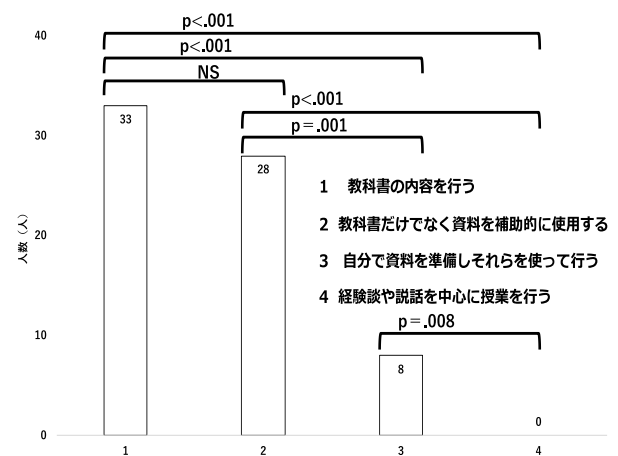 p<.001
p<.001
NS
p<.001
p=.001
1 教科書の内容を行う
2 教科書だけでなく資料を補助的に使用する
3 自分で資料を準備しそれらを使って行う
4 経験談や説話を中心に授業を行う
p=.008
人数（人）
40
30
20
10
0
33
28
8
0
1 2 3 4